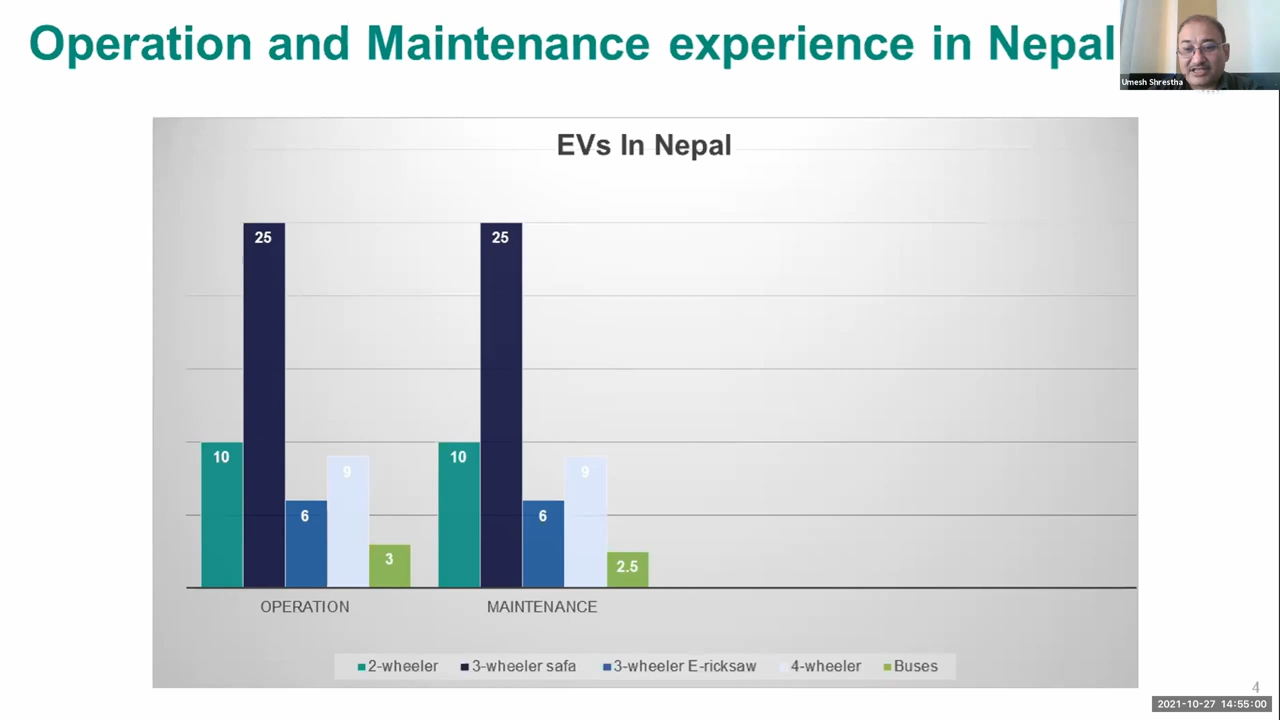 Operation and Maintenance experience in Nepal
Umesh Shrestha
EVs In Nepal
25
25
10
10
9
9
6
6
3
2.5
OPERATION
MAINTENANCE
2-wheeler
3-wheeler safa
3-wheeler E-ricksaw
4-wheeler
Buses
4
2021-10-27 14:55:00